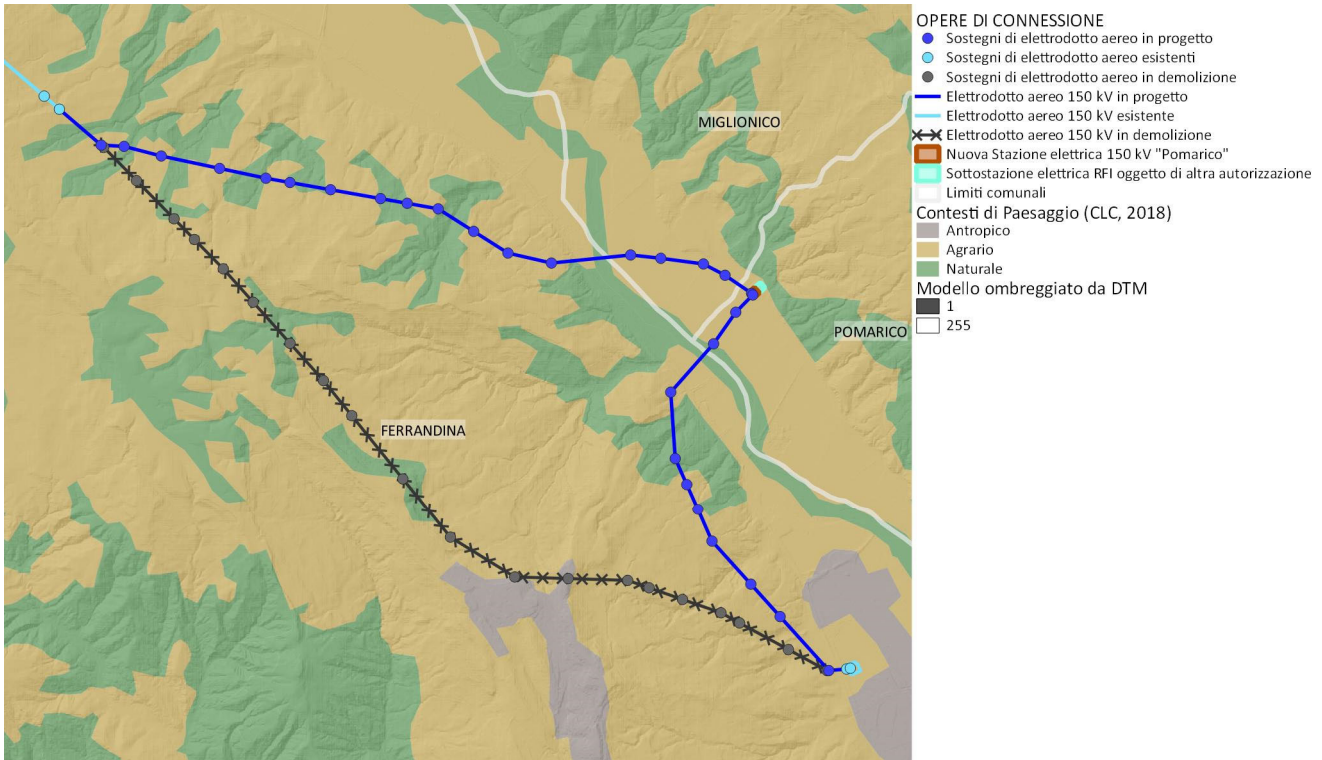 OPERE DI CONNESSIONE
Sostegni di elettrodotto aereo in progetto
Sostegni di elettrodotto aereo esistenti
Sostegni di elettrodotto aereo in demolizione
Elettrodotto aereo 150 kV in progetto
Elettrodotto aereo 150 kV esistente
Elettrodotto aereo 150 kV in demolizione
Nuova Stazione elettrica 150 kV "Pomarico"
Sottostazione elettrica RFI oggetto di altra autorizzazione
Limiti comunali
Contesti di Paesaggio (CLC, 2018)
Antropico
Agrario
Naturale
Modello ombreggiato da DTM
1
255
MIGLIONICO
POMARICO
FERRANDINA